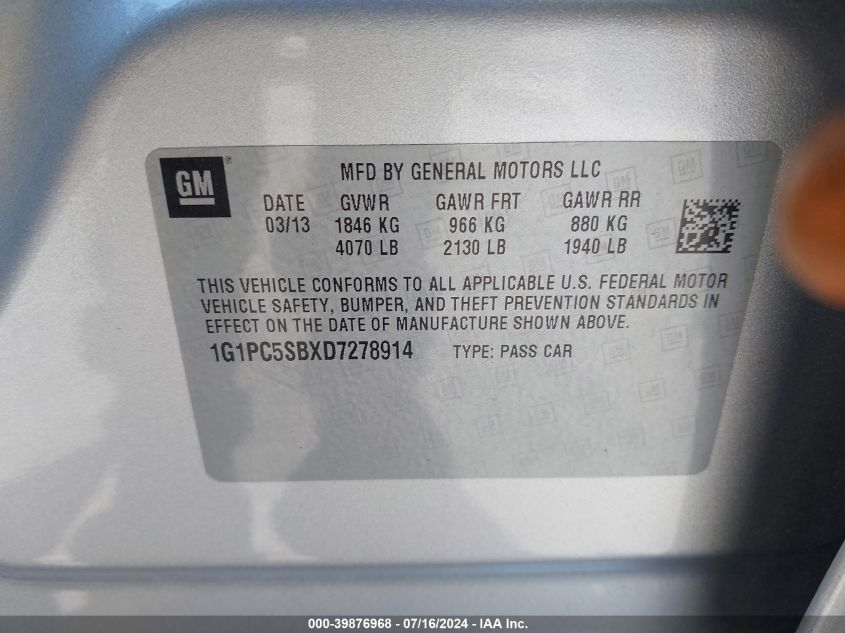 GM ®
MFD BY GENERAL MOTORS LLC
DATE GVWR GAWR FRT GAWR RR
03/13 1846 KG 966 KG 880 KG
4070 LB 2130 LB 1940 LB
THIS VEHICLE CONFORMS TO ALL APPLICABLE U.S. FEDERAL MOTOR
VEHICLE SAFETY, BUMPER, AND THEFT PREVENTION STANDARDS IN
EFFECT ON THE DATE OF MANUFACTURE SHOWN ABOVE.
1G1PC5SBXD7278914 TYPE: PASS CAR
000-39876968 - 07/16/2024 - IAA Inc.